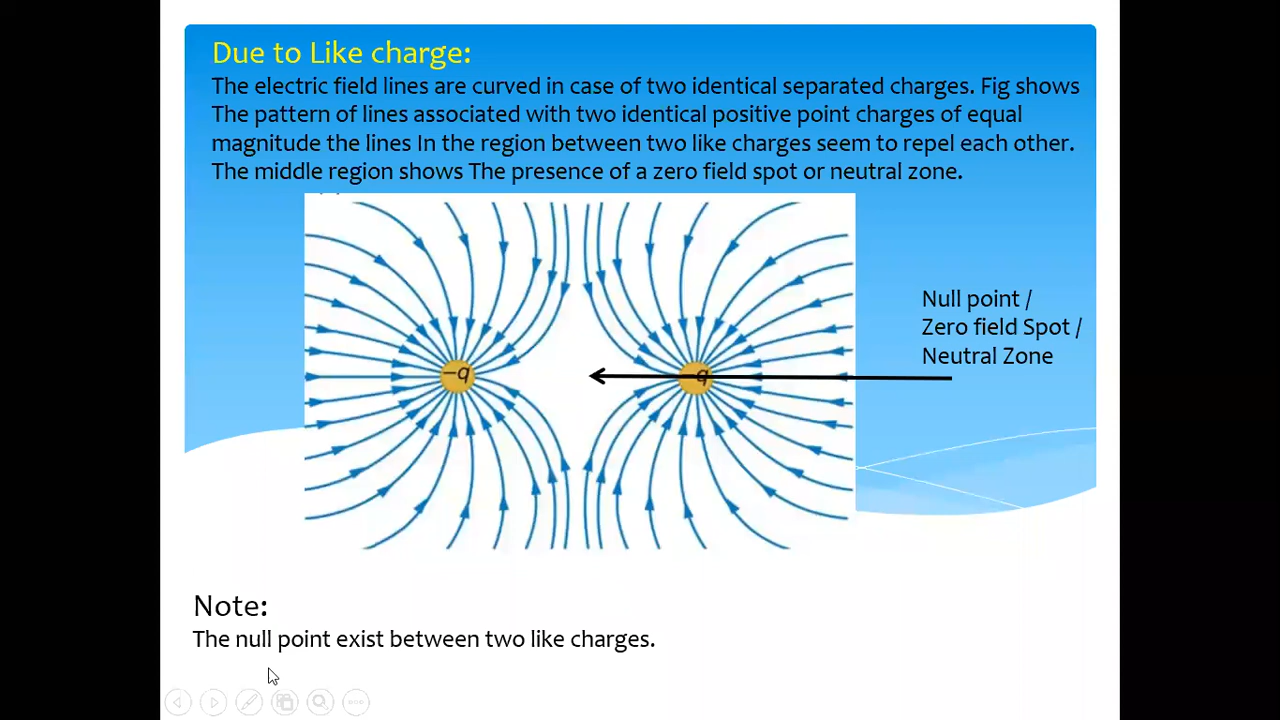 Due to Like charge:
The electric field lines are curved in case of two identical separated charges. Fig shows
The pattern of lines associated with two identical positive point charges of equal
magnitude the lines In the region between two like charges seem to repel each other.
The middle region shows The presence of a zero field spot or neutral zone.
Null point /
Zero field Spot /
Neutral Zone
−q
−q
Note:
The null point exist between two like charges.